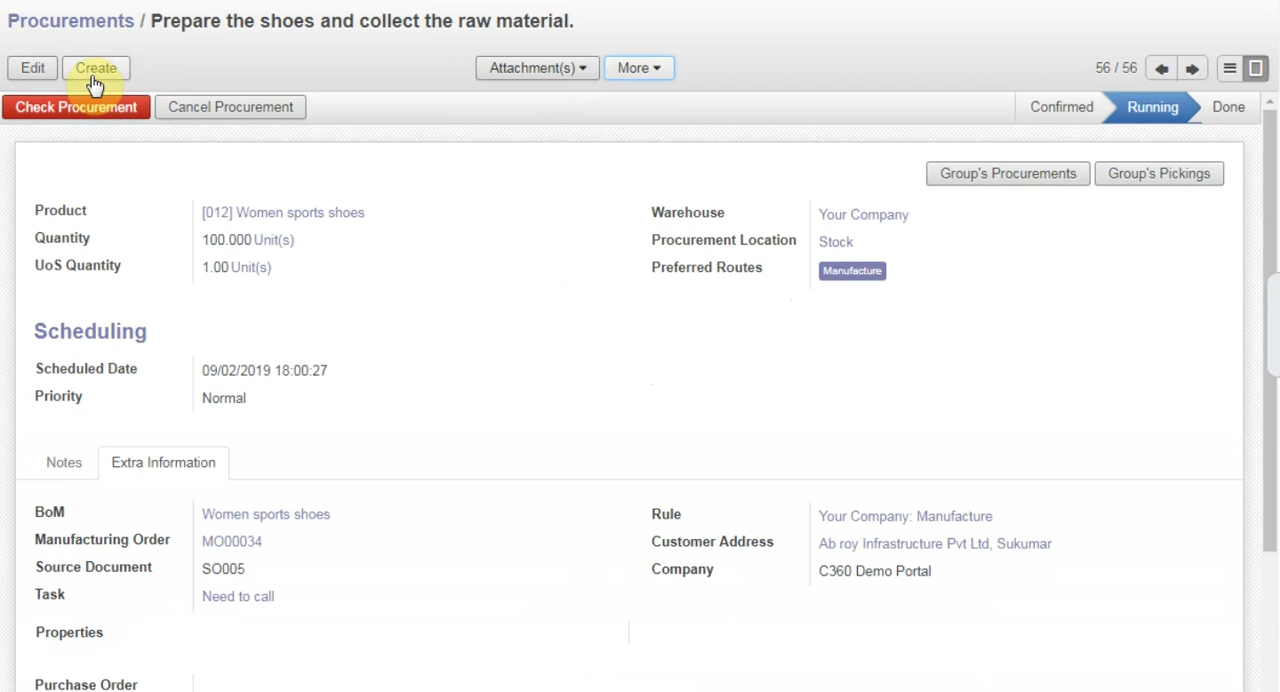 Procurements / Prepare the shoes and collect the raw material.
Edit Create Attachment(s) More 56 / 56
Check Procurement Cancel Procurement Confirmed Running Done
Group's Procurements Group's Pickings
Product [012] Women sports shoes Warehouse Your Company
Quantity 100.000 Unit(s) Procurement Location Stock
UoS Quantity 1.00 Unit(s) Preferred Routes Manufacture
Scheduling
Scheduled Date 09/02/2019 18:00:27
Priority Normal
Notes Extra Information
BoM Women sports shoes Rule Your Company: Manufacture
Manufacturing Order MO00034 Customer Address Ab roy Infrastructure Pvt Ltd, Sukumar
Source Document SO005 Company C360 Demo Portal
Task Need to call
Properties
Purchase Order